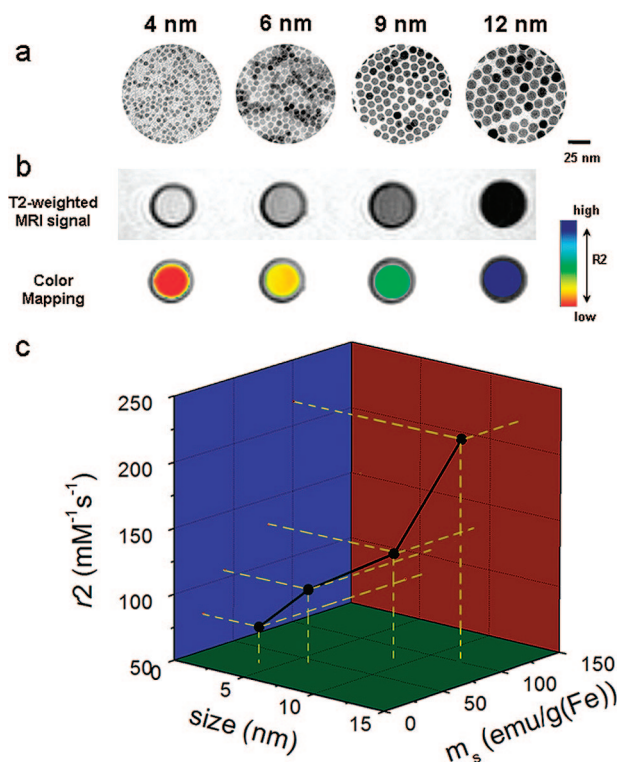 4 nm 6 nm 9 nm 12 nm
a
25 nm
b
T2-weighted
MRI signal
high
R2
low
Color
Mapping
c
250
200
150
100
50
r2 (mM⁻¹s⁻¹)
0
5
10
15
size (nm)
0
50
100
150
mₛ (emu/g(Fe))